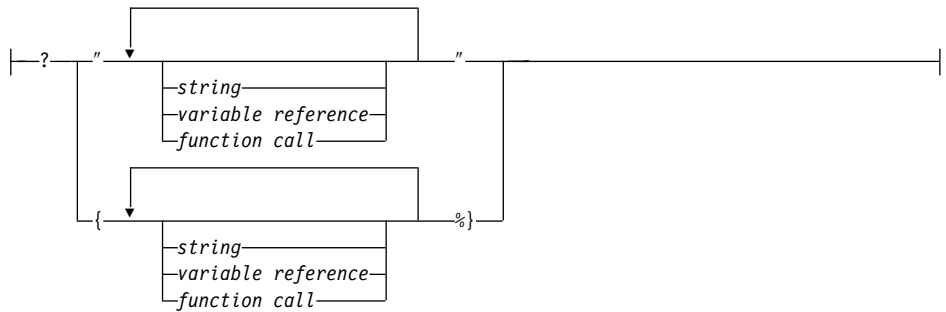 ? " "
string
variable reference
function call
{ %}
string
variable reference
function call